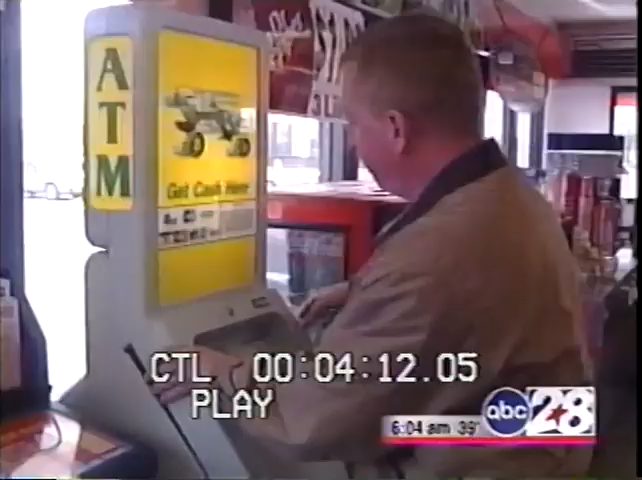 ATM
Get Cash Here
CTL 00:04:12.05
PLAY
6:04 am 39°
abc 28